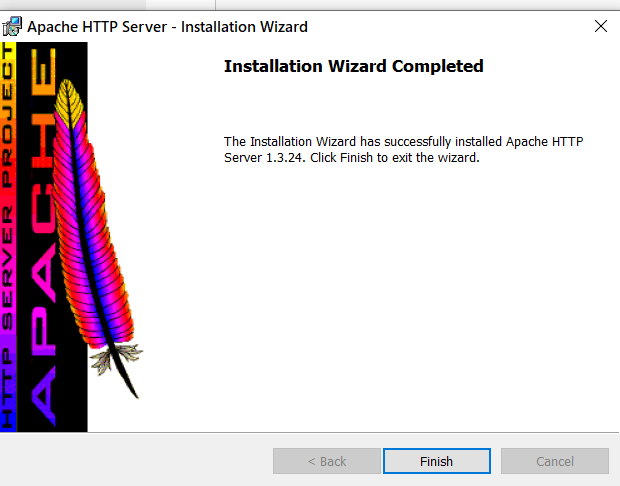 Apache HTTP Server - Installation Wizard
HTTP SERVER PROJECT
APACHE
Installation Wizard Completed
The Installation Wizard has successfully installed Apache HTTP
Server 1.3.24. Click Finish to exit the wizard.
< Back
Finish
Cancel